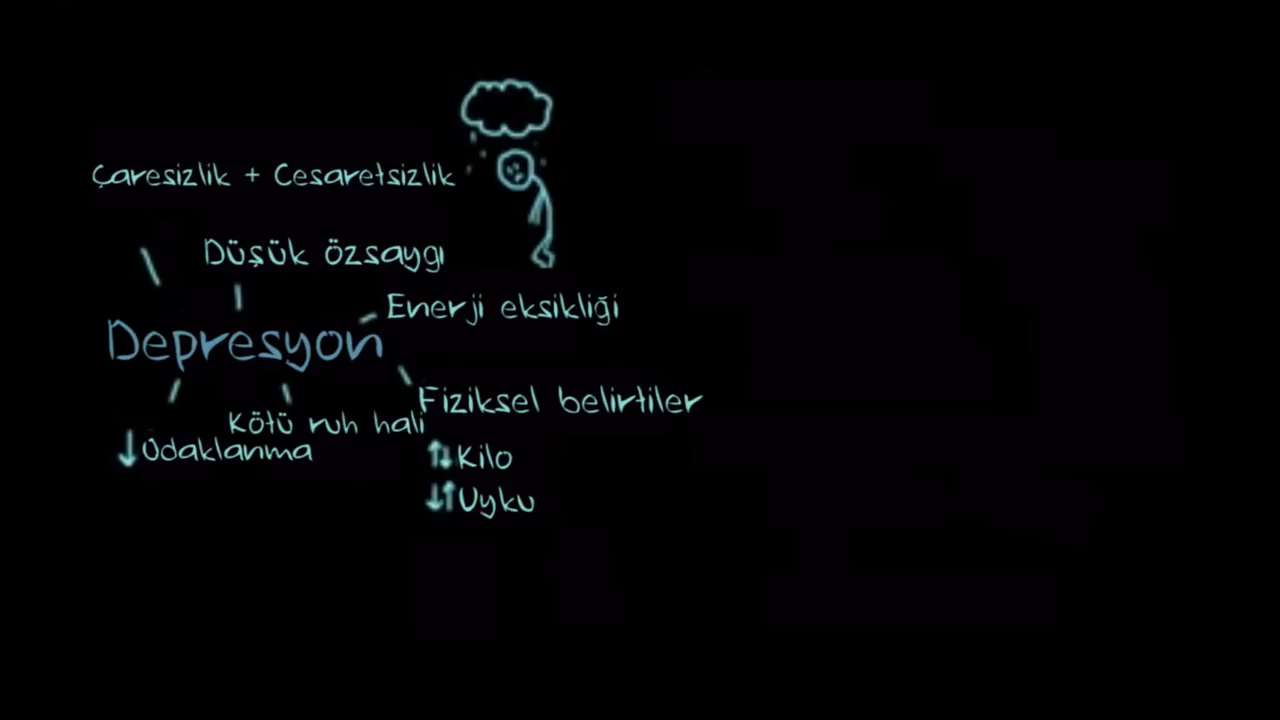 Çaresizlik + Cesaretsizlik
Düşük özsaygı
Enerji eksikliği
Depresyon
Fiziksel belirtiler
Kötü ruh hali
↓ Odaklanma
↑↓ Kilo
↓↑ Uyku